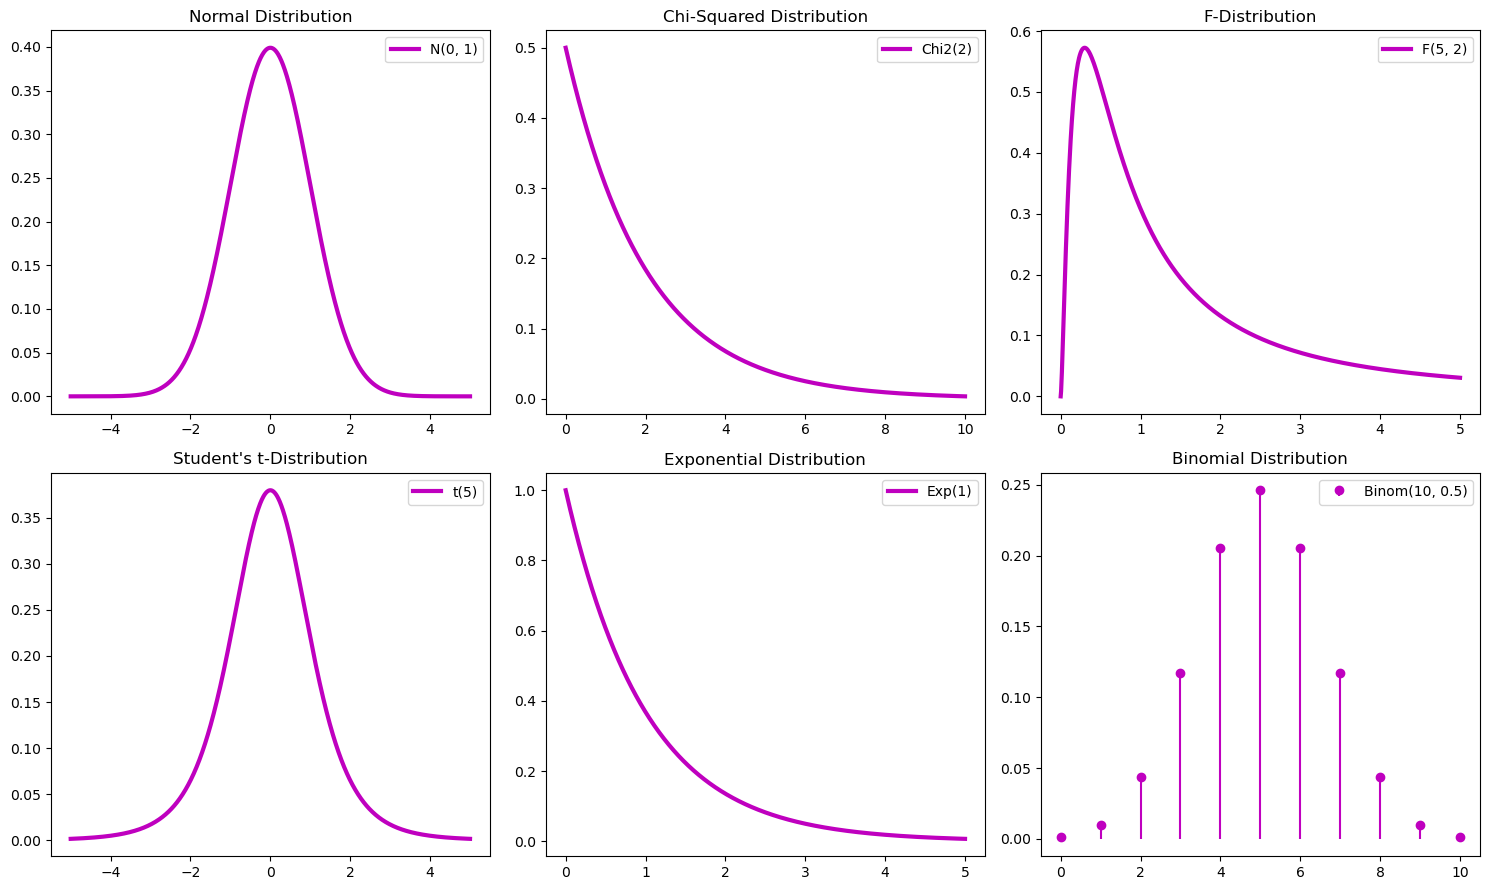 Normal Distribution
N(0, 1)
0.40
0.35
0.30
0.25
0.20
0.15
0.10
0.05
0.00
−4 −2 0 2 4
Chi-Squared Distribution
Chi2(2)
0.5
0.4
0.3
0.2
0.1
0.0
0 2 4 6 8 10
F-Distribution
F(5, 2)
0.6
0.5
0.4
0.3
0.2
0.1
0.0
0 1 2 3 4 5
Student's t-Distribution
t(5)
0.35
0.30
0.25
0.20
0.15
0.10
0.05
0.00
−4 −2 0 2 4
Exponential Distribution
Exp(1)
1.0
0.8
0.6
0.4
0.2
0.0
0 1 2 3 4 5
Binomial Distribution
Binom(10, 0.5)
0.25
0.20
0.15
0.10
0.05
0.00
0 2 4 6 8 10